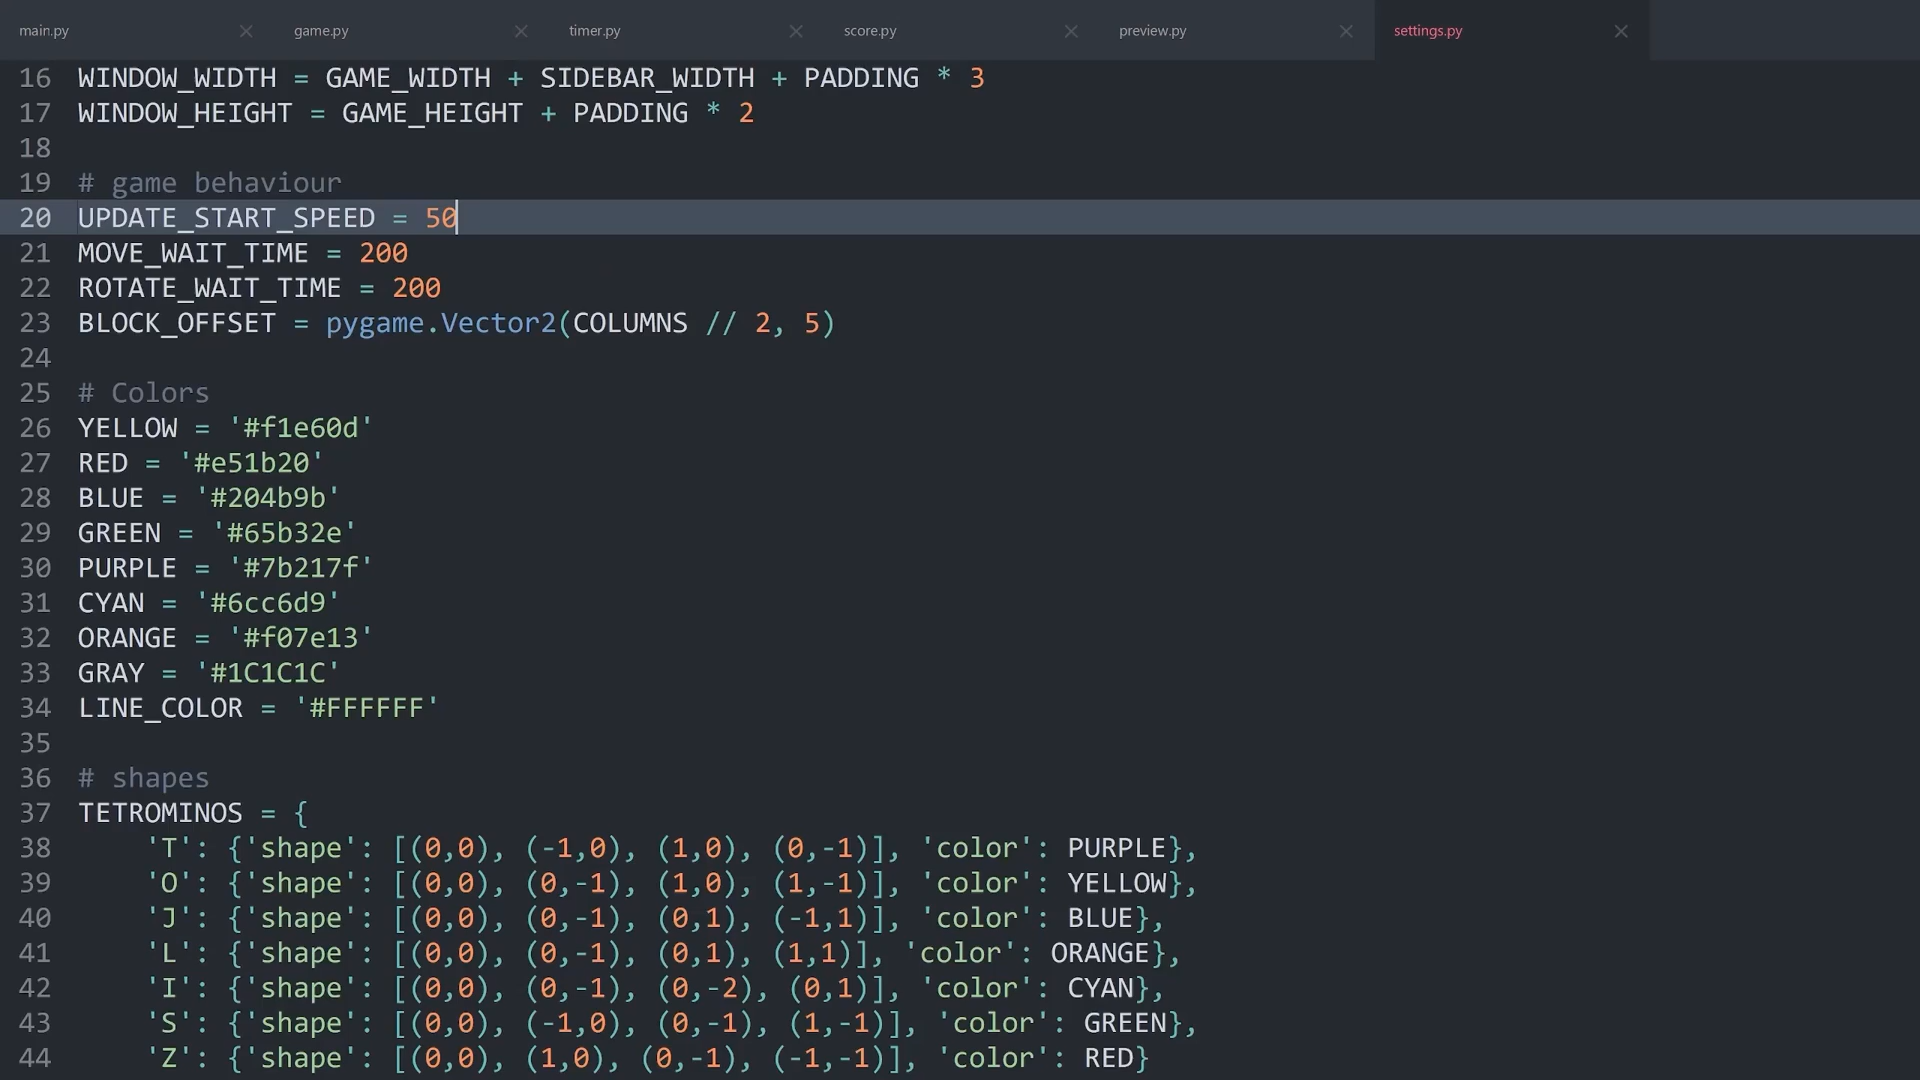 main.py game.py timer.py score.py preview.py settings.py
16 WINDOW_WIDTH = GAME_WIDTH + SIDEBAR_WIDTH + PADDING * 3
17 WINDOW_HEIGHT = GAME_HEIGHT + PADDING * 2
18
19 # game behaviour
20 UPDATE_START_SPEED = 50
21 MOVE_WAIT_TIME = 200
22 ROTATE_WAIT_TIME = 200
23 BLOCK_OFFSET = pygame.Vector2(COLUMNS // 2, 5)
24
25 # Colors
26 YELLOW = '#f1e60d'
27 RED = '#e51b20'
28 BLUE = '#204b9b'
29 GREEN = '#65b32e'
30 PURPLE = '#7b217f'
31 CYAN = '#6cc6d9'
32 ORANGE = '#f07e13'
33 GRAY = '#1C1C1C'
34 LINE_COLOR = '#FFFFFF'
35
36 # shapes
37 TETROMINOS = {
38 'T': {'shape': [(0,0), (-1,0), (1,0), (0,-1)], 'color': PURPLE},
39 'O': {'shape': [(0,0), (0,-1), (1,0), (1,-1)], 'color': YELLOW},
40 'J': {'shape': [(0,0), (0,-1), (0,1), (-1,1)], 'color': BLUE},
41 'L': {'shape': [(0,0), (0,-1), (0,1), (1,1)], 'color': ORANGE},
42 'I': {'shape': [(0,0), (0,-1), (0,-2), (0,1)], 'color': CYAN},
43 'S': {'shape': [(0,0), (-1,0), (0,-1), (1,-1)], 'color': GREEN},
44 'Z': {'shape': [(0,0), (1,0), (0,-1), (-1,-1)], 'color': RED}